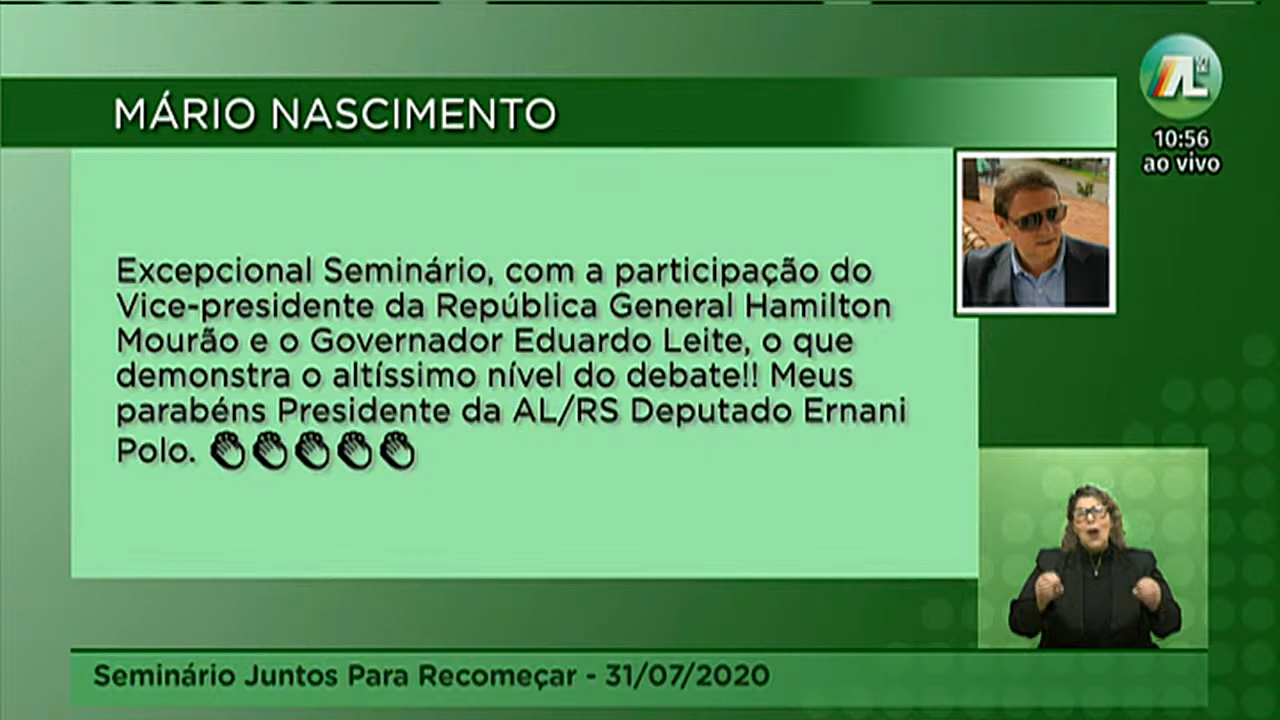 MÁRIO NASCIMENTO
AL
10:56
ao vivo
Excepcional Seminário, com a participação do
Vice-presidente da República General Hamilton
Mourão e o Governador Eduardo Leite, o que
demonstra o altíssimo nível do debate!! Meus
parabéns Presidente da AL/RS Deputado Ernani
Polo. 👏👏👏👏👏
Seminário Juntos Para Recomeçar - 31/07/2020